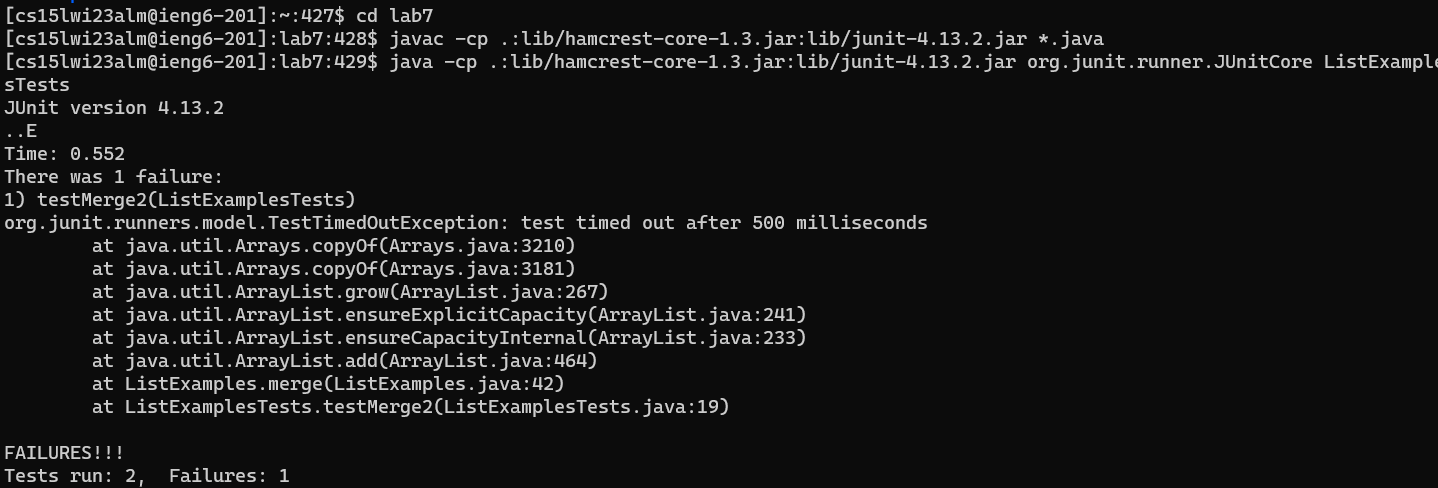 [cs15lwi23alm@ieng6-201]:~:427$ cd lab7
[cs15lwi23alm@ieng6-201]:lab7:428$ javac -cp .:lib/hamcrest-core-1.3.jar:lib/junit-4.13.2.jar *.java
[cs15lwi23alm@ieng6-201]:lab7:429$ java -cp .:lib/hamcrest-core-1.3.jar:lib/junit-4.13.2.jar org.junit.runner.JUnitCore ListExample
sTests
JUnit version 4.13.2
..E
Time: 0.552
There was 1 failure:
1) testMerge2(ListExamplesTests)
org.junit.runners.model.TestTimedOutException: test timed out after 500 milliseconds
        at java.util.Arrays.copyOf(Arrays.java:3210)
        at java.util.Arrays.copyOf(Arrays.java:3181)
        at java.util.ArrayList.grow(ArrayList.java:267)
        at java.util.ArrayList.ensureExplicitCapacity(ArrayList.java:241)
        at java.util.ArrayList.ensureCapacityInternal(ArrayList.java:233)
        at java.util.ArrayList.add(ArrayList.java:464)
        at ListExamples.merge(ListExamples.java:42)
        at ListExamplesTests.testMerge2(ListExamplesTests.java:19)

FAILURES!!!
Tests run: 2,  Failures: 1